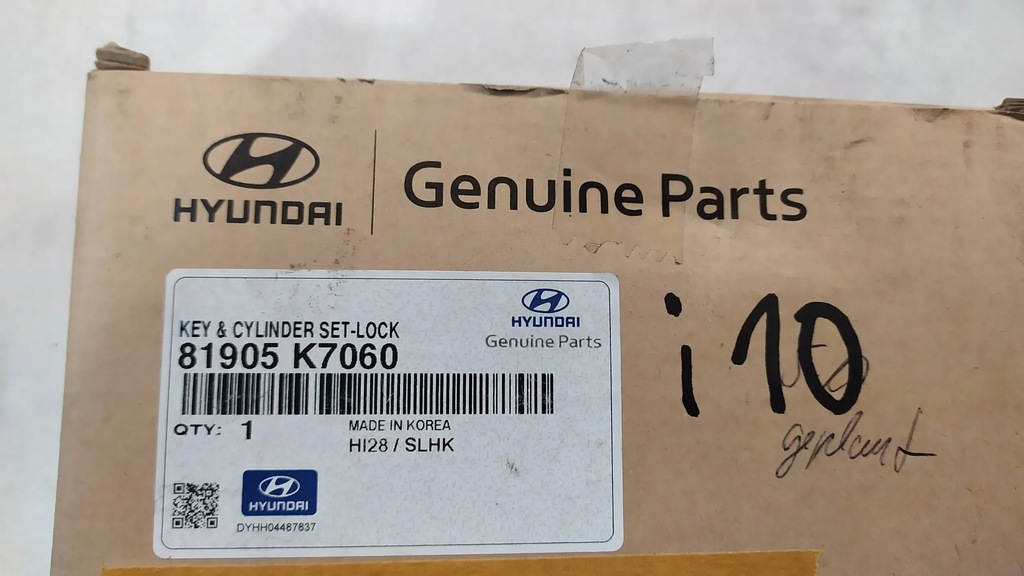 HYUNDAI
Genuine Parts
HYUNDAI
Genuine Parts
KEY & CYLINDER SET-LOCK
81905 K7060
QTY: 1
MADE IN KOREA
HI28 / SLHK
HYUNDAI
DYHH04487837
i10
geplant